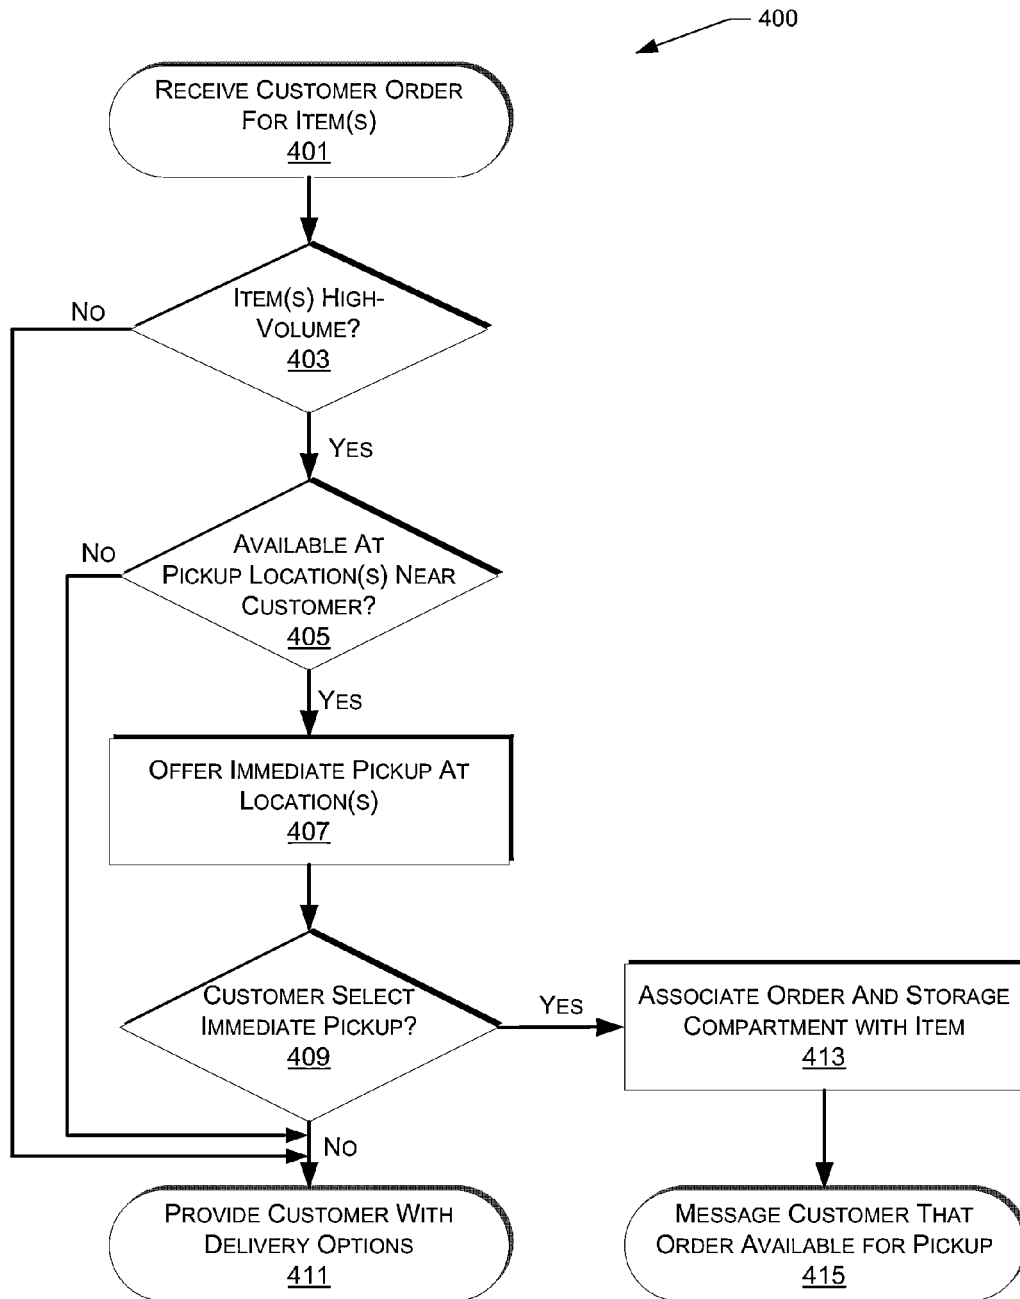 400
RECEIVE CUSTOMER ORDER
FOR ITEM(S)
401
NO
ITEM(S) HIGH-
VOLUME?
403
YES
NO
AVAILABLE AT
PICKUP LOCATION(S) NEAR
CUSTOMER?
405
YES
OFFER IMMEDIATE PICKUP AT
LOCATION(S)
407
CUSTOMER SELECT
IMMEDIATE PICKUP?
409
YES
ASSOCIATE ORDER AND STORAGE
COMPARTMENT WITH ITEM
413
NO
PROVIDE CUSTOMER WITH
DELIVERY OPTIONS
411
MESSAGE CUSTOMER THAT
ORDER AVAILABLE FOR PICKUP
415